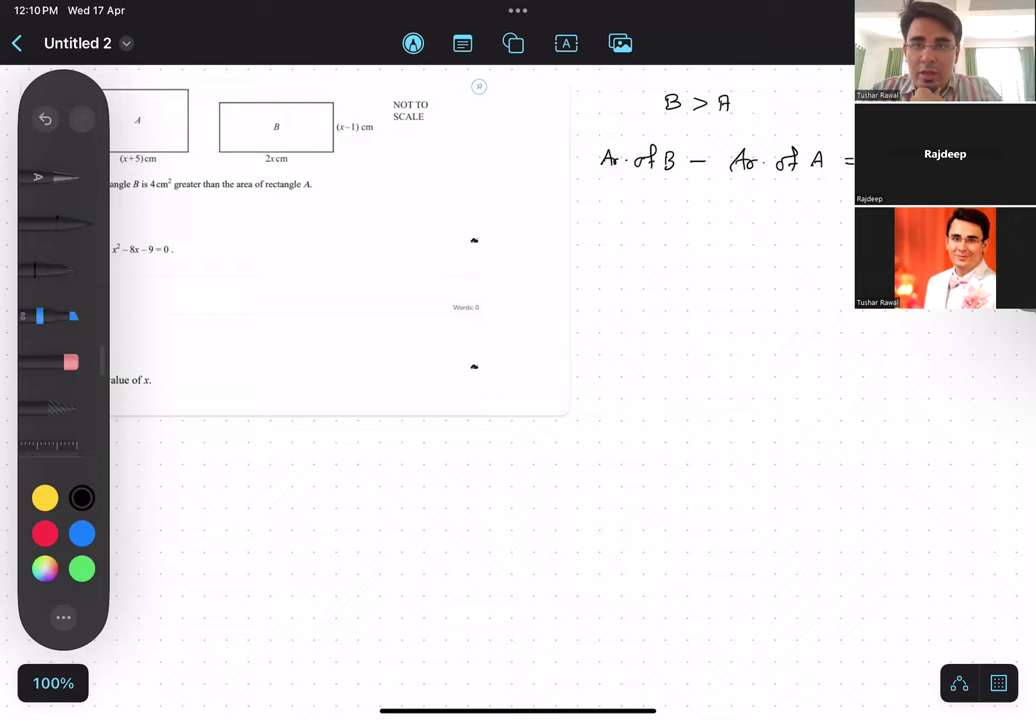 12:10 PM Wed 17 Apr
Untitled 2
A
Tushar Rawal
Rajdeep
Rajdeep
Tushar Rawal
A
B
(x−1) cm
NOT TO
SCALE
(x+5) cm
2x cm
angle B is 4 cm² greater than the area of rectangle A.
x² − 8x − 9 = 0 .
Words: 0
alue of x.
B > A
Ar. of B − Ar. of A =
A
80
100%